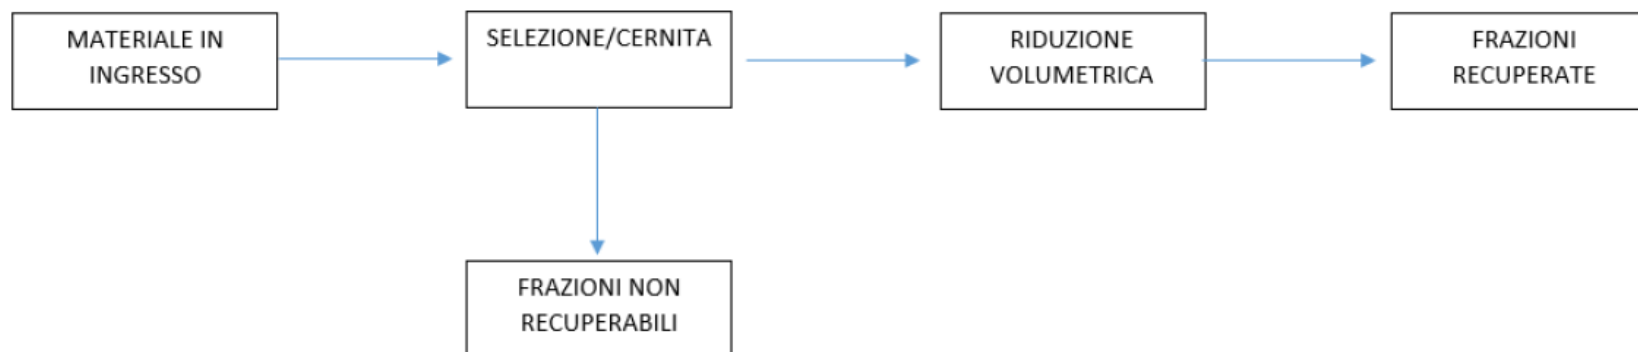 MATERIALE IN
INGRESSO
SELEZIONE/CERNITA
RIDUZIONE
VOLUMETRICA
FRAZIONI
RECUPERATE
FRAZIONI NON
RECUPERABILI